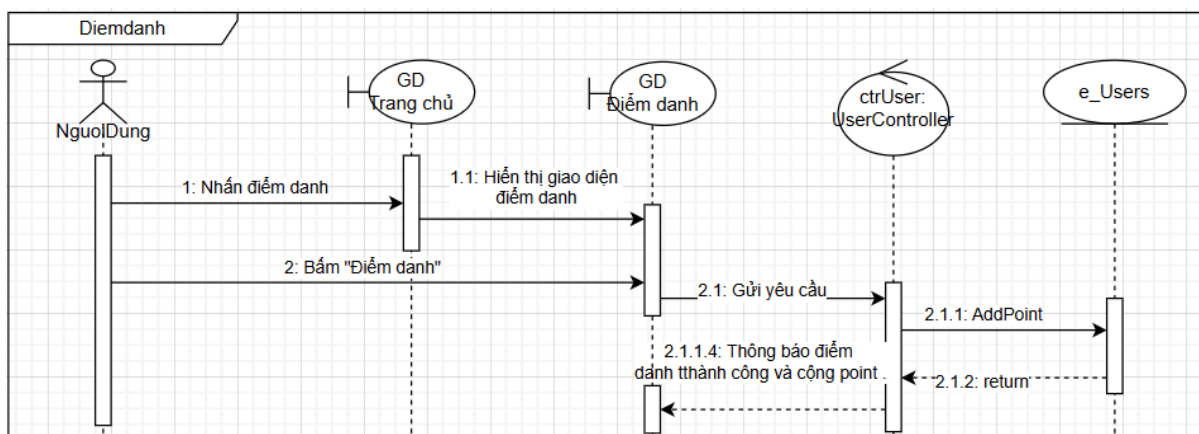 Diemdanh
NguoIDung
GD
Trang chủ
GD
Điểm danh
ctrUser:
UserController
e_Users
1: Nhấn điểm danh
1.1: Hiển thị giao diện
điểm danh
2: Bấm "Điểm danh"
2.1: Gửi yêu cầu
2.1.1: AddPoint
2.1.1.4: Thông báo điểm
danh tthành công và cộng point .
2.1.2: return